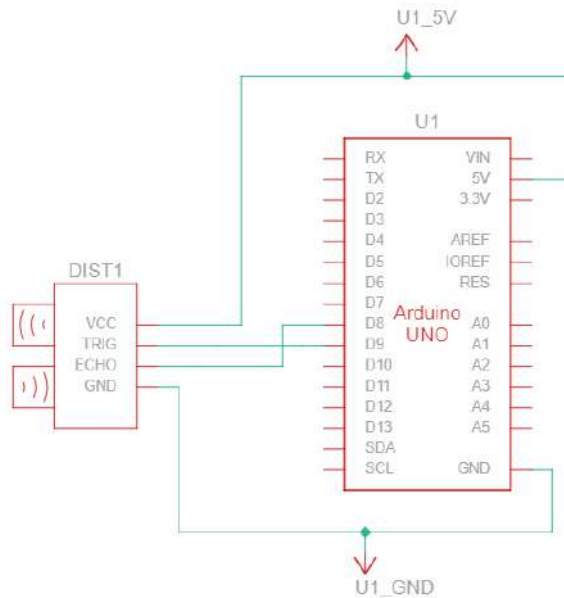 U1_5V
U1
RX VIN
TX 5V
D2 3.3V
D3
D4 AREF
D5 IOREF
D6 RES
D7
Arduino
UNO
D8 A0
D9 A1
D10 A2
D11 A3
D12 A4
D13 A5
SDA
SCL GND
DIST1
VCC
TRIG
ECHO
GND
U1_GND